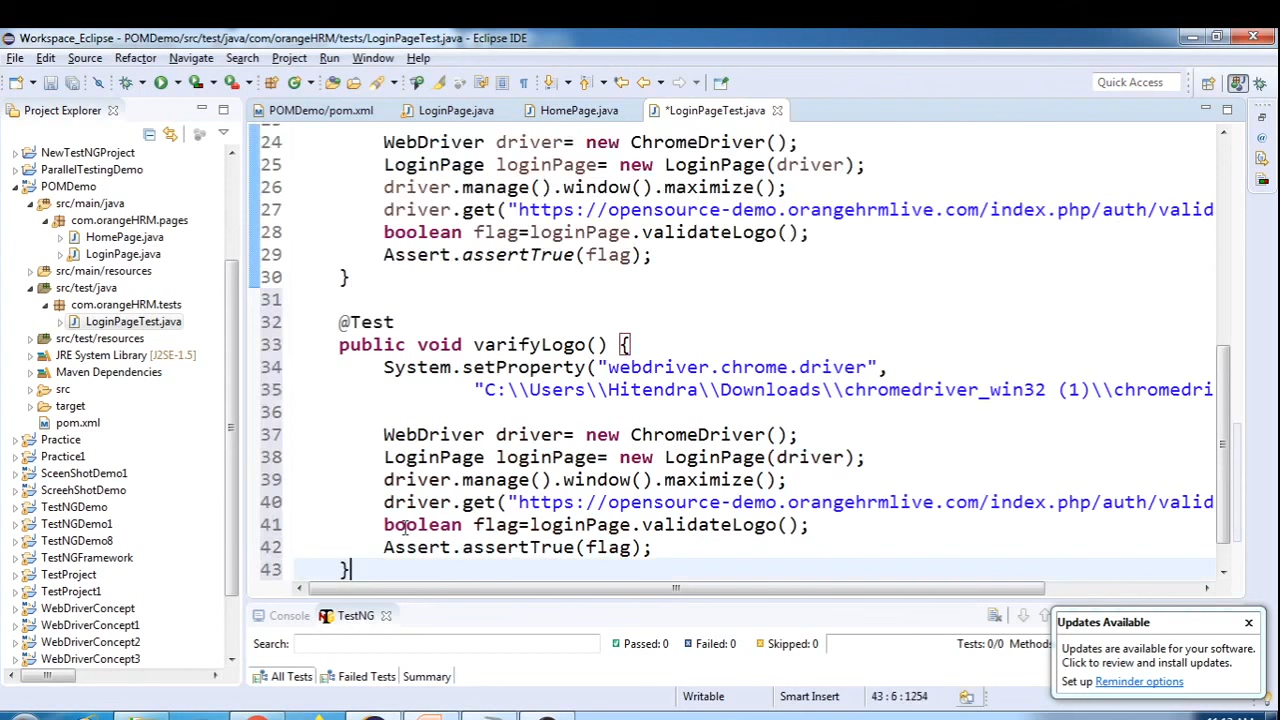 Workspace_Eclipse - POMDemo/src/test/java/com/orangeHRM/tests/LoginPageTest.java - Eclipse IDE
File Edit Source Refactor Navigate Search Project Run Window Help
Quick Access
Project Explorer
POMDemo/pom.xml LoginPage.java HomePage.java *LoginPageTest.java
NewTestNGProject
ParallelTestingDemo
POMDemo
src/main/java
com.orangeHRM.pages
HomePage.java
LoginPage.java
src/main/resources
src/test/java
com.orangeHRM.tests
LoginPageTest.java
src/test/resources
JRE System Library [J2SE-1.5]
Maven Dependencies
src
target
pom.xml
Practice
Practice1
SceenShotDemo1
ScreehShotDemo
TestNGDemo
TestNGDemo1
TestNGDemo8
TestNGFramework
TestProject
TestProject1
WebDriverConcept
WebDriverConcept1
WebDriverConcept2
WebDriverConcept3
24 WebDriver driver= new ChromeDriver();
25 LoginPage loginPage= new LoginPage(driver);
26 driver.manage().window().maximize();
27 driver.get("https://opensource-demo.orangehrmlive.com/index.php/auth/valid
28 boolean flag=loginPage.validateLogo();
29 Assert.assertTrue(flag);
30 }
31
32 @Test
33 public void varifyLogo() {
34 System.setProperty("webdriver.chrome.driver",
35 "C:\\Users\\Hitendra\\Downloads\\chromedriver_win32 (1)\\chromedri
36
37 WebDriver driver= new ChromeDriver();
38 LoginPage loginPage= new LoginPage(driver);
39 driver.manage().window().maximize();
40 driver.get("https://opensource-demo.orangehrmlive.com/index.php/auth/valid
41 boolean flag=loginPage.validateLogo();
42 Assert.assertTrue(flag);
43 }
Console TestNG
Search: Passed: 0 Failed: 0 Skipped: 0 Tests: 0/0 Methods
All Tests Failed Tests Summary
Updates Available
Updates are available for your software.
Click to review and install updates.
Set up Reminder options
Writable Smart Insert 43 : 6 : 1254